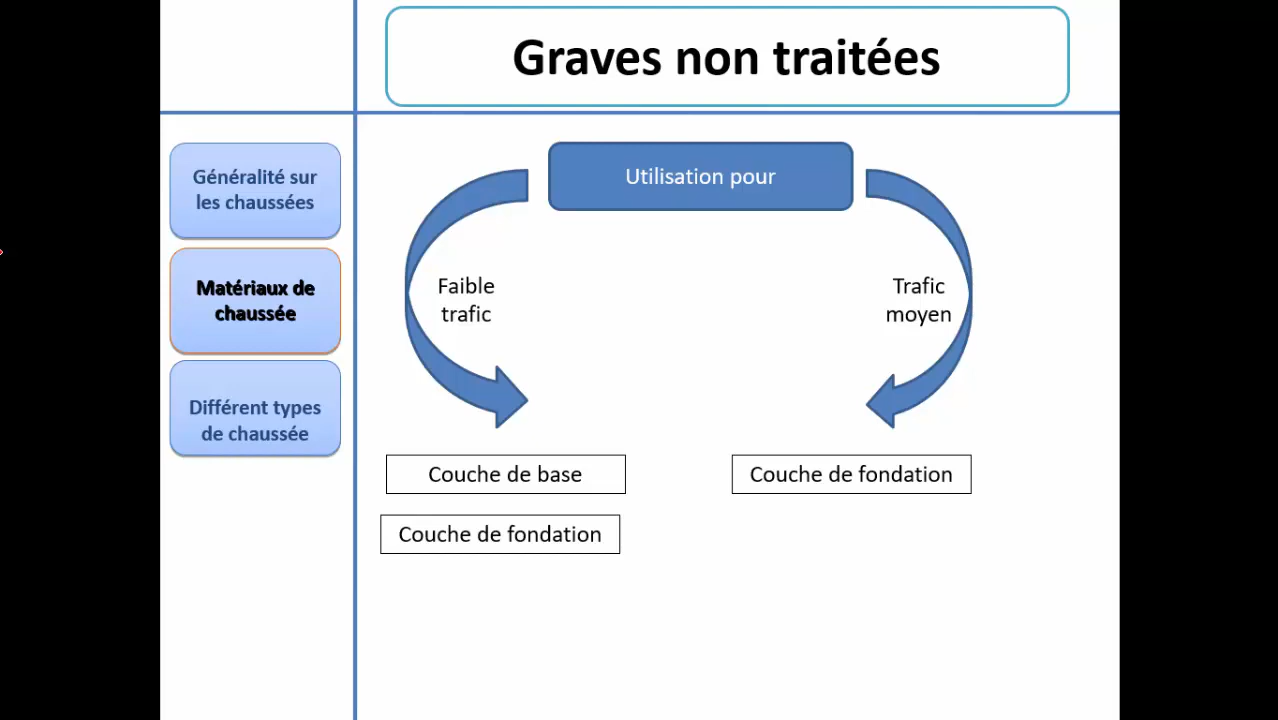 Graves non traitées
Généralité sur
les chaussées
Matériaux de
chaussée
Différent types
de chaussée
Utilisation pour
Faible
trafic
Trafic
moyen
Couche de base
Couche de fondation
Couche de fondation